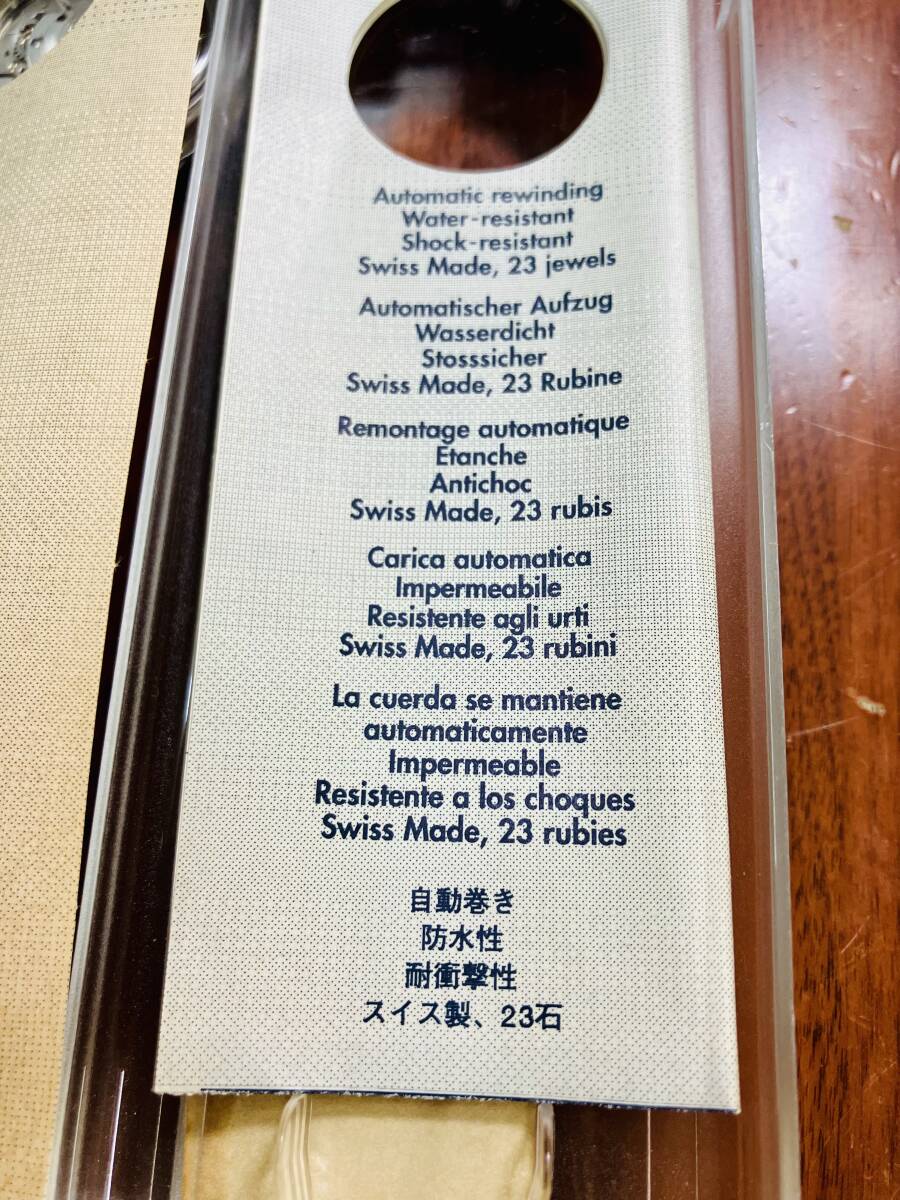 Automatic rewinding
Water-resistant
Shock-resistant
Swiss Made, 23 jewels
Automatischer Aufzug
Wasserdicht
Stosssicher
Swiss Made, 23 Rubine
Remontage automatique
Etanche
Antichoc
Swiss Made, 23 rubis
Carica automatica
Impermeabile
Resistente agli urti
Swiss Made, 23 rubini
La cuerda se mantiene
automaticamente
Impermeable
Resistente a los choques
Swiss Made, 23 rubies
自動巻き
防水性
耐衝撃性
スイス製、23石